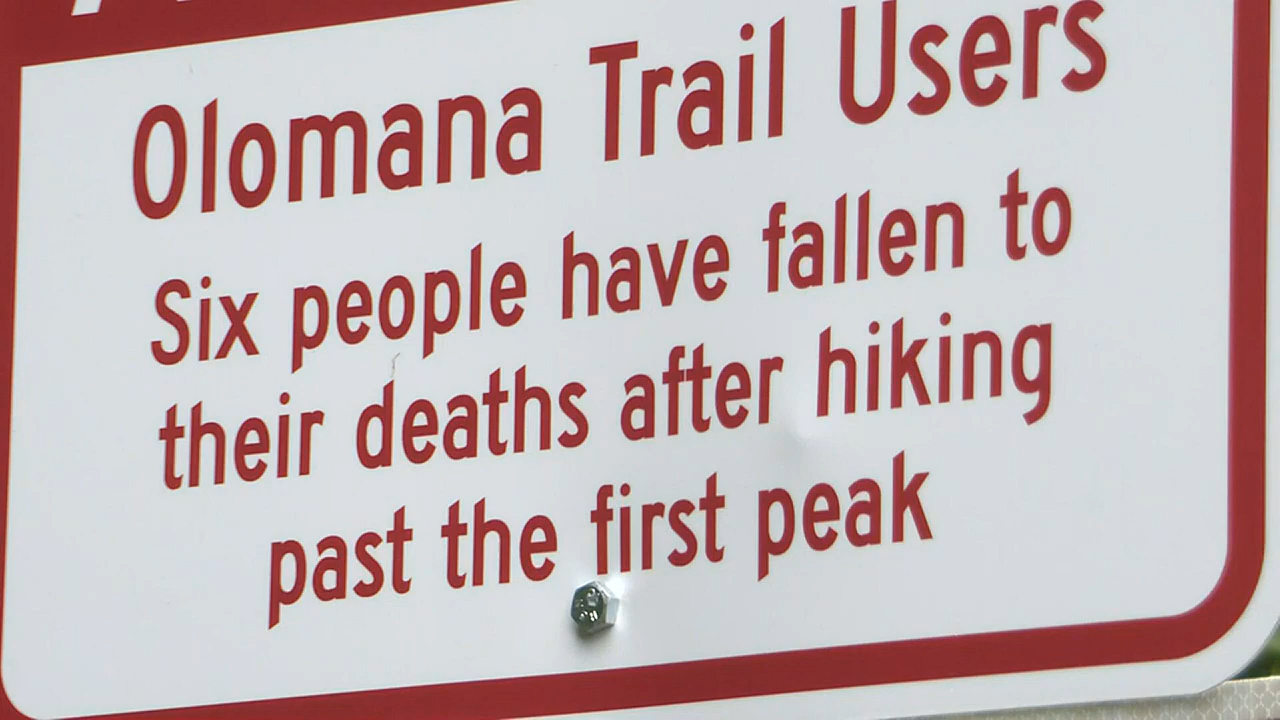 Olomana Trail Users
Six people have fallen to
their deaths after hiking
past the first peak